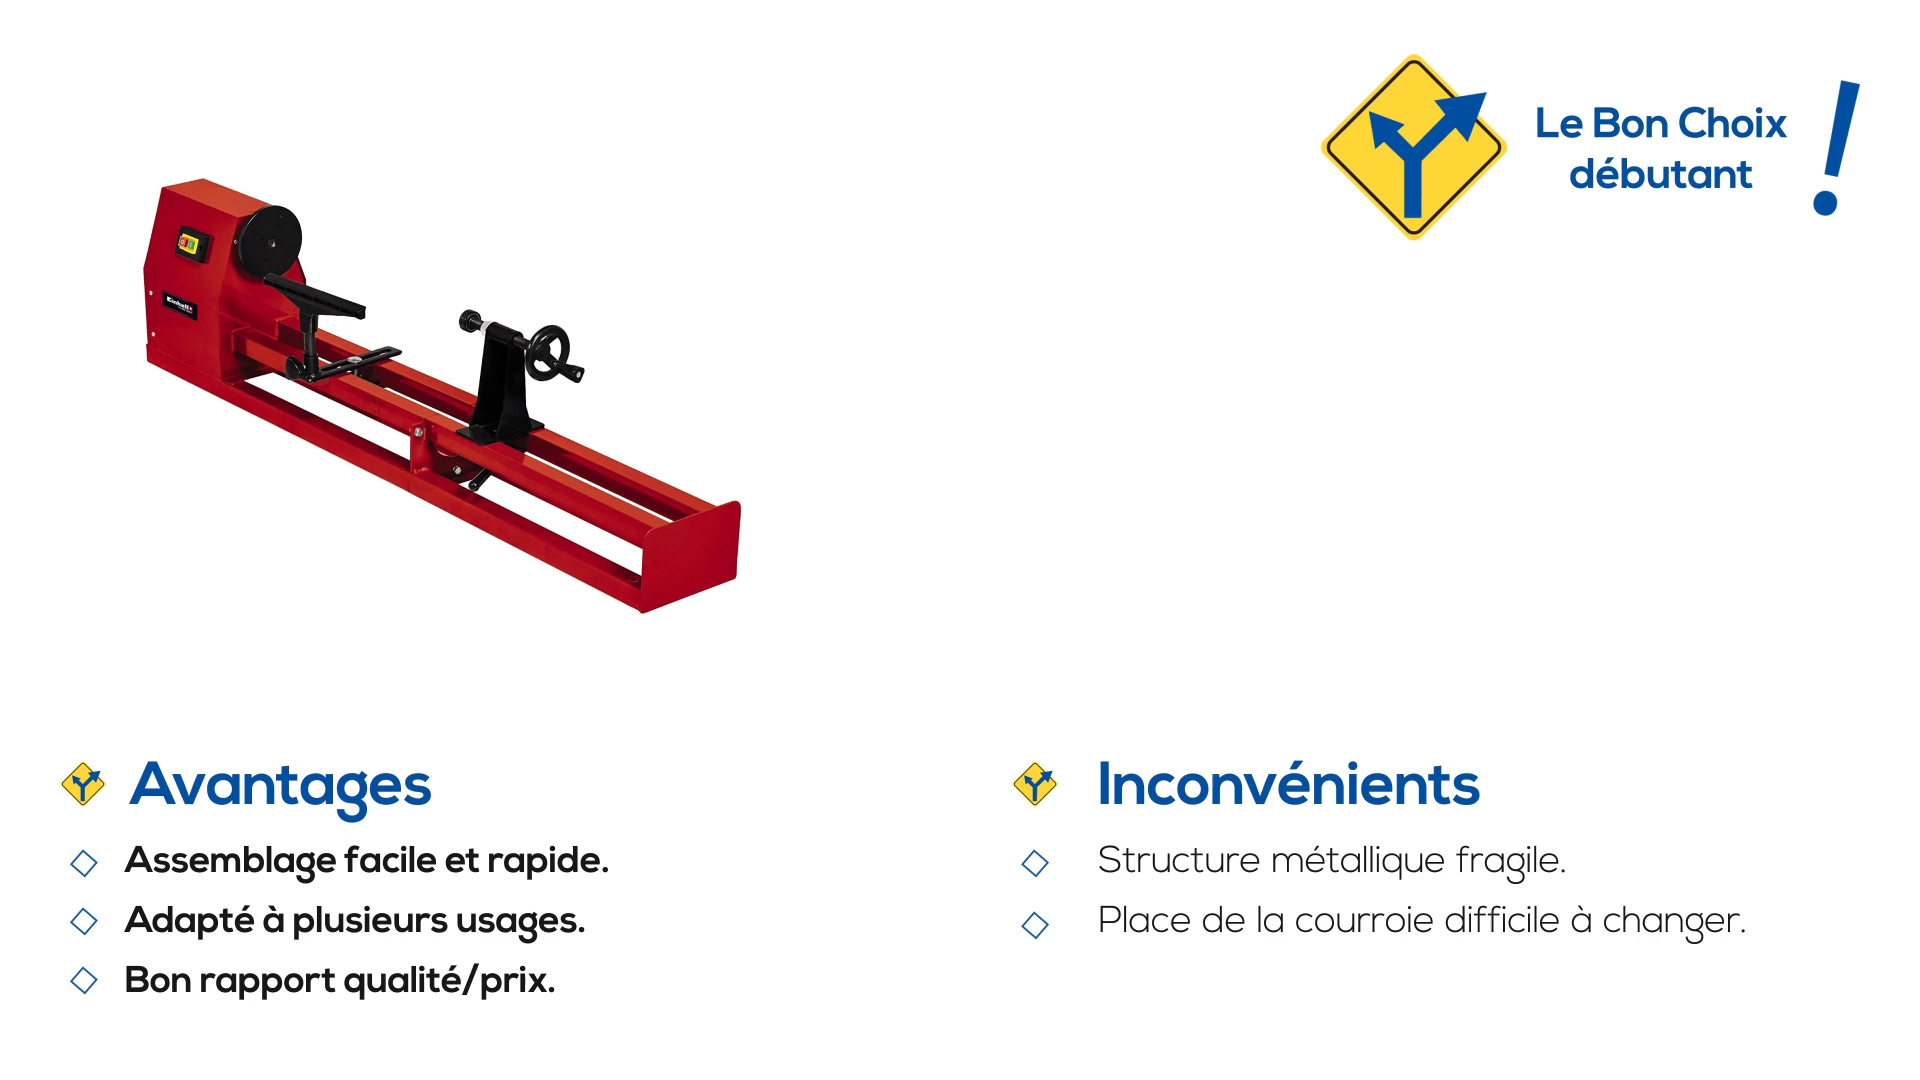 Le Bon Choix
débutant
!
Einhell
Avantages
Assemblage facile et rapide.
Adapté à plusieurs usages.
Bon rapport qualité/prix.
Inconvénients
Structure métallique fragile.
Place de la courroie difficile à changer.